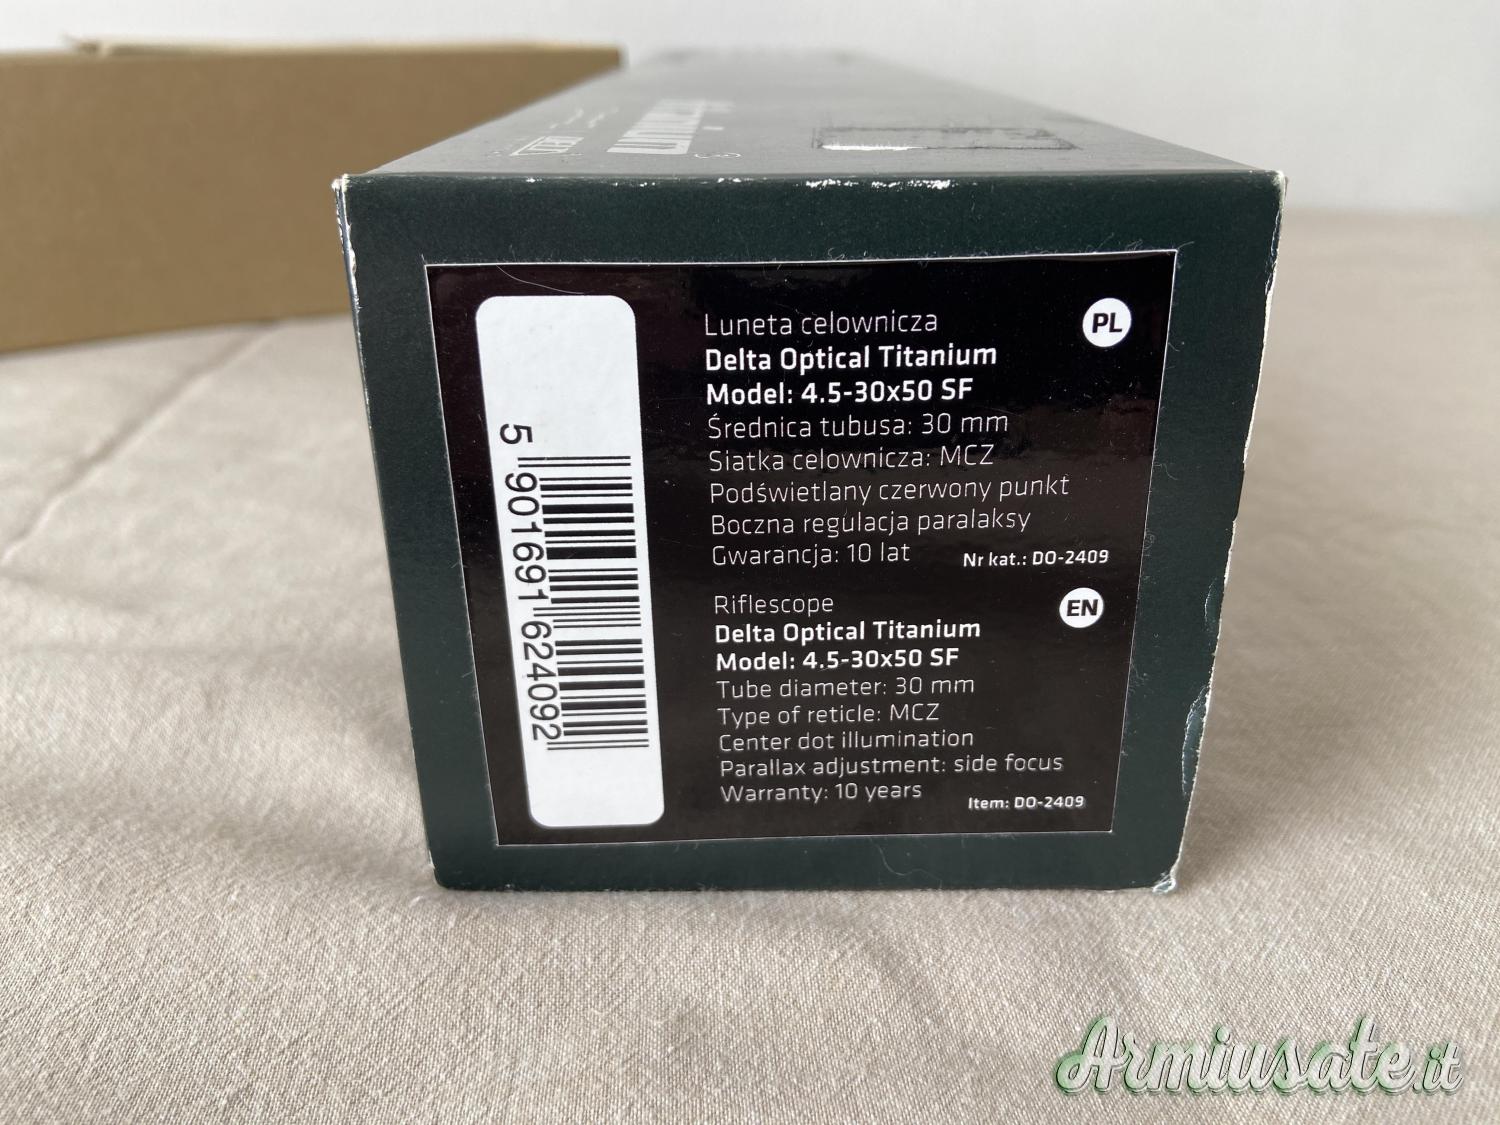 TITANIUM
DELTA
Luneta celownicza
PL
Delta Optical Titanium
Model: 4.5-30x50 SF
Średnica tubusa: 30 mm
Siatka celownicza: MCZ
Podświetlany czerwony punkt
Boczna regulacja paralaksy
Gwarancja: 10 lat
Nr kat.: DO-2409
Riflescope
EN
Delta Optical Titanium
Model: 4.5-30x50 SF
Tube diameter: 30 mm
Type of reticle: MCZ
Center dot illumination
Parallax adjustment: side focus
Warranty: 10 years
Item: DO-2409
5 901691 624092
Armiusate.it